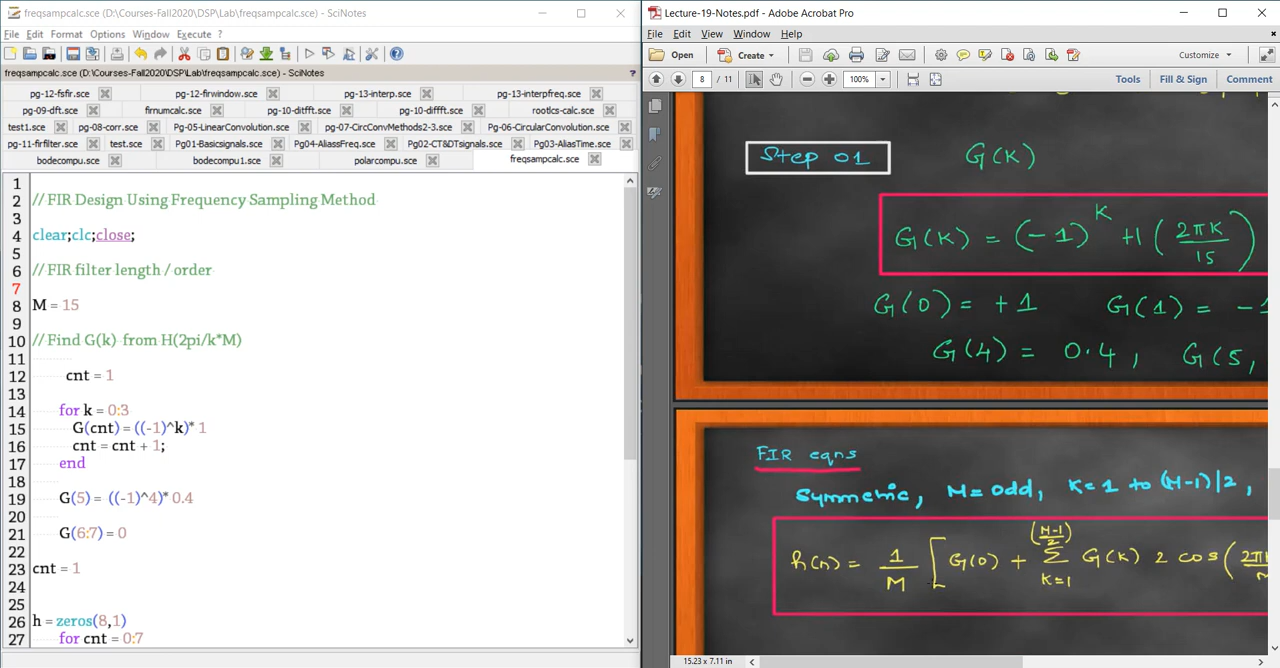 freqsampcalc.sce (D:\Courses-Fall2020\DSP\Lab\freqsampcalc.sce) - SciNotes
File Edit Format Options Window Execute ?
freqsampcalc.sce (D:\Courses-Fall2020\DSP\Lab\freqsampcalc.sce) - SciNotes ?
pg-12-fsfir.sce pg-12-firwindow.sce pg-13-interp.sce pg-13-interpfreq.sce
pg-09-dft.sce firnumcalc.sce pg-10-ditfft.sce pg-10-diffft.sce rootlcs-calc.sce
test1.sce pg-08-corr.sce Pg-05-LinearConvolution.sce pg-07-CircConvMethods2-3.sce Pg-06-CircularConvolution.sce
pg-11-firfilter.sce test.sce Pg01-Basicsignals.sce Pg04-AliassFreq.sce Pg02-CT&DTsignals.sce Pg03-AliasTime.sce
bodecompu.sce bodecompu1.sce polarcompu.sce freqsampcalc.sce
1
2 // FIR Design Using Frequency Sampling Method
3
4 clear;clc;close;
5
6 // FIR filter length / order
7
8 M = 15
9
10 // Find G(k) from H(2pi/k*M)
11
12 cnt = 1
13
14 for k = 0:3
15 G(cnt) = ((-1)^k)* 1
16 cnt = cnt + 1;
17 end
18
19 G(5) = ((-1)^4)* 0.4
20
21 G(6:7) = 0
22
23 cnt = 1
24
25
26 h = zeros(8,1)
27 for cnt = 0:7
Lecture-19-Notes.pdf - Adobe Acrobat Pro
File Edit View Window Help
Open Create Customize
8 / 11 100% Tools Fill & Sign Comment
Step 01 G(K)
G(K) = (-1)^K H(2πK/15)
G(0) = +1 G(1) = -1
G(4) = 0.4, G(5,
FIR eqns
Symmetric, M=odd, K=1 to (M-1)/2,
h(n) = 1/M [G(0) + Σ_{K=1}^{(M-1)/2} G(K) 2 cos(2πK/M
15.23 x 7.11 in